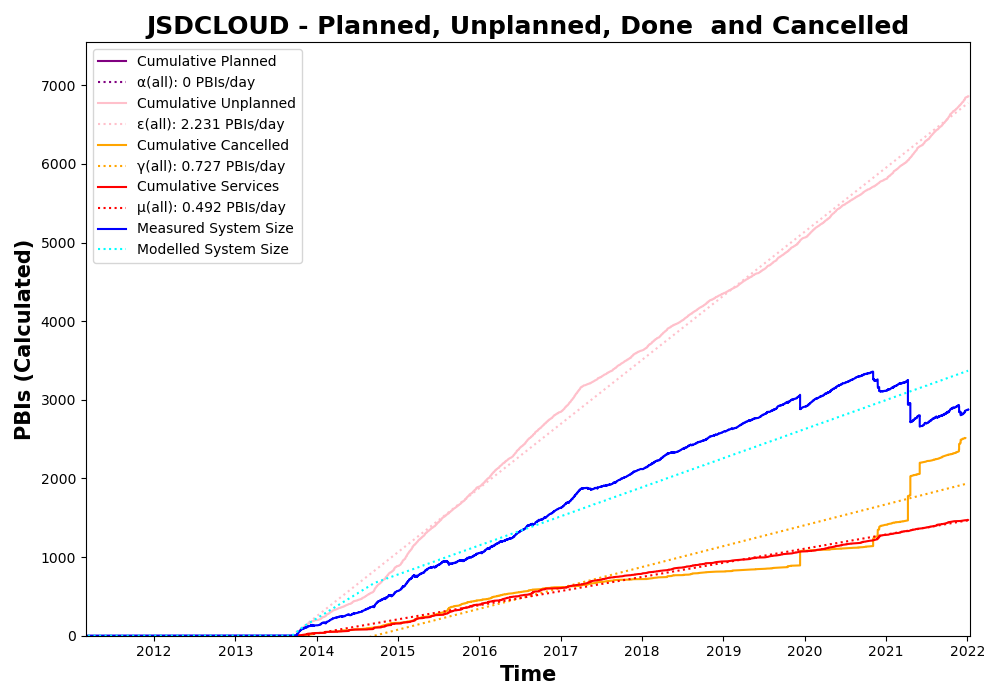 JSDCLOUD - Planned, Unplanned, Done  and Cancelled
Cumulative Planned
α(all): 0 PBIs/day
Cumulative Unplanned
ε(all): 2.231 PBIs/day
Cumulative Cancelled
γ(all): 0.727 PBIs/day
Cumulative Services
μ(all): 0.492 PBIs/day
Measured System Size
Modelled System Size
PBIs (Calculated)
7000
6000
5000
4000
3000
2000
1000
0
2012 2013 2014 2015 2016 2017 2018 2019 2020 2021 2022
Time